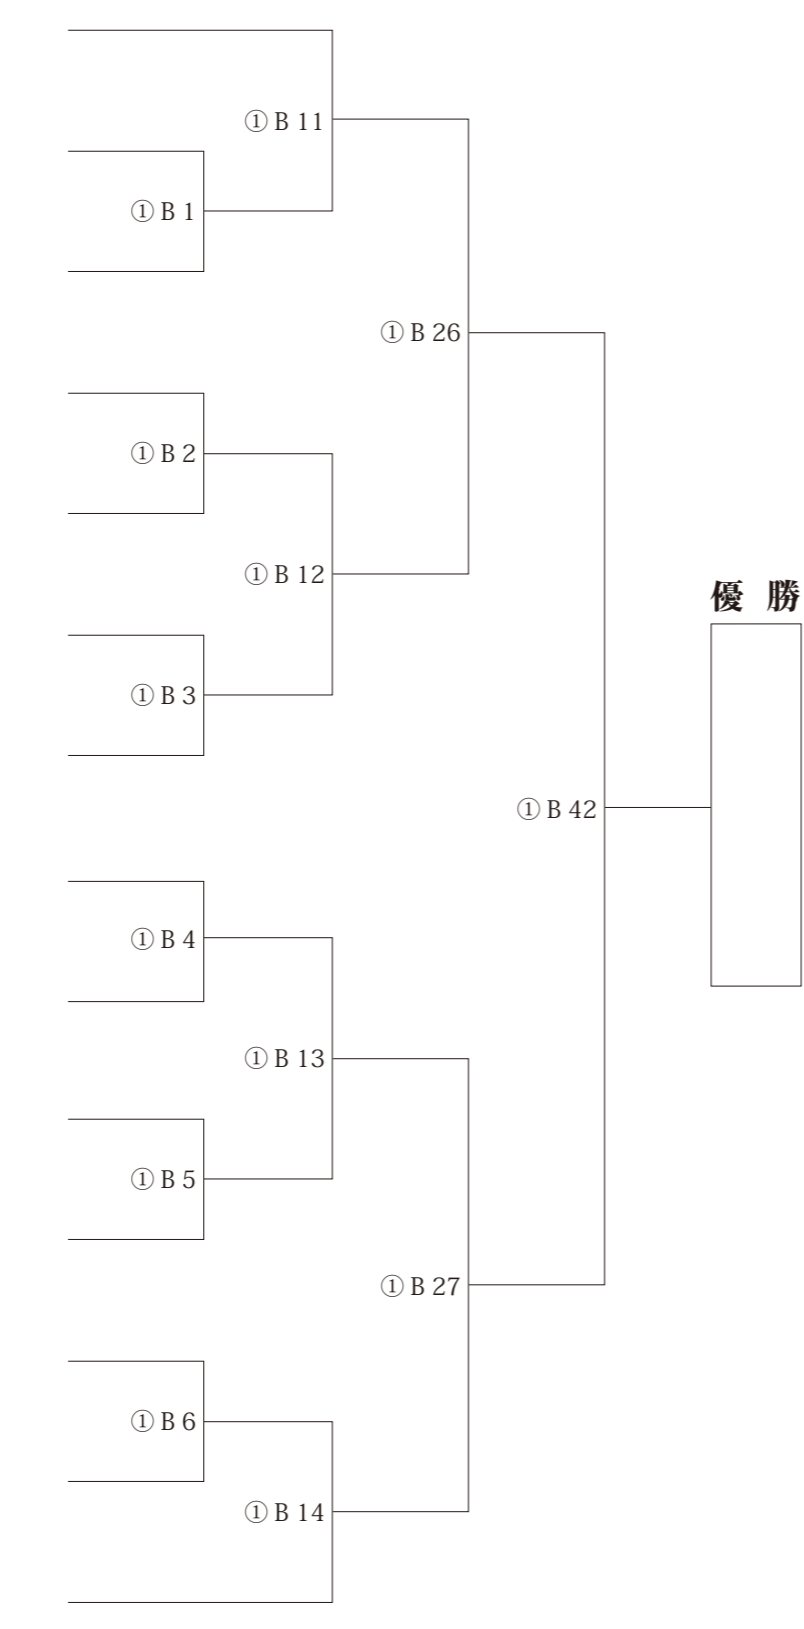 ① B 11
① B 1
① B 26
① B 2
① B 12
優 勝
① B 3
① B 42
① B 4
① B 13
① B 5
① B 27
① B 6
① B 14